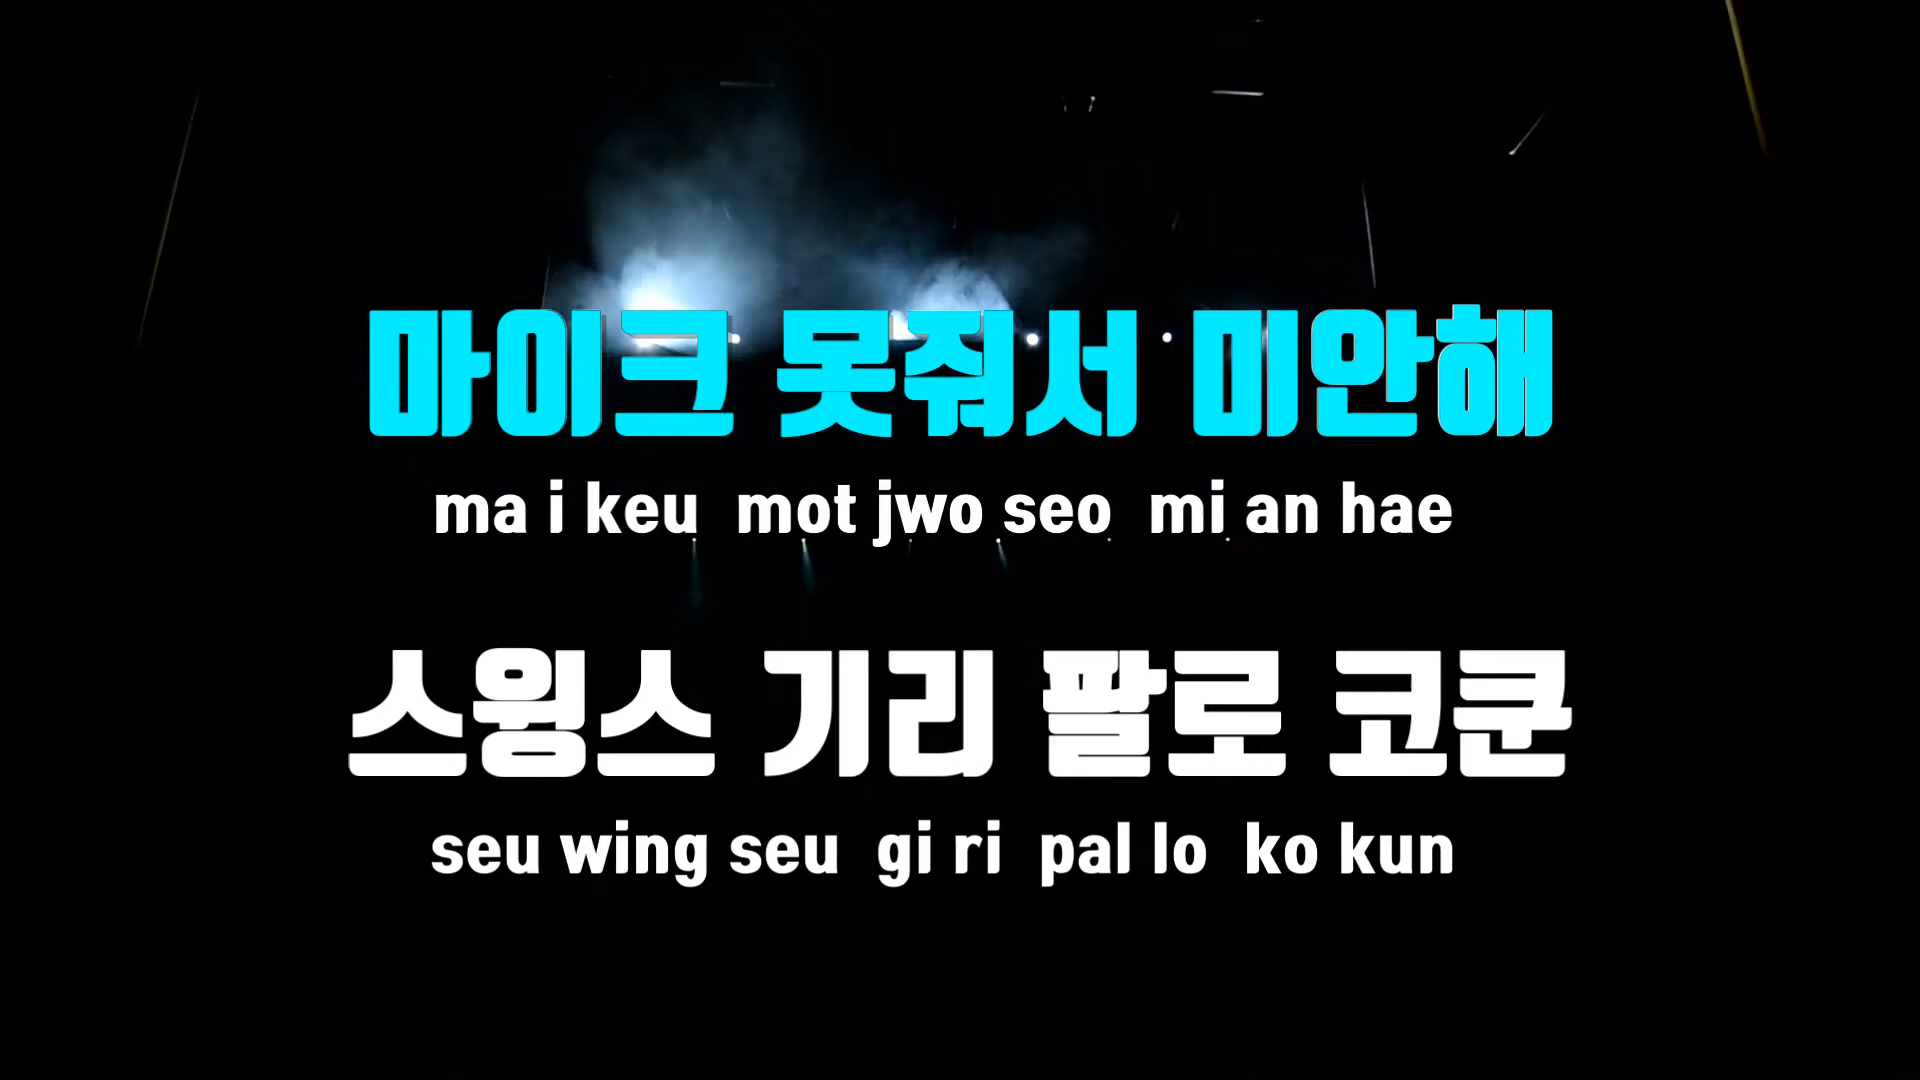 마이크 못줘서 미안해
ma i keu mot jwo seo mi an hae
스윙스 기리 팔로 코쿤
seu wing seu gi ri pal lo ko kun